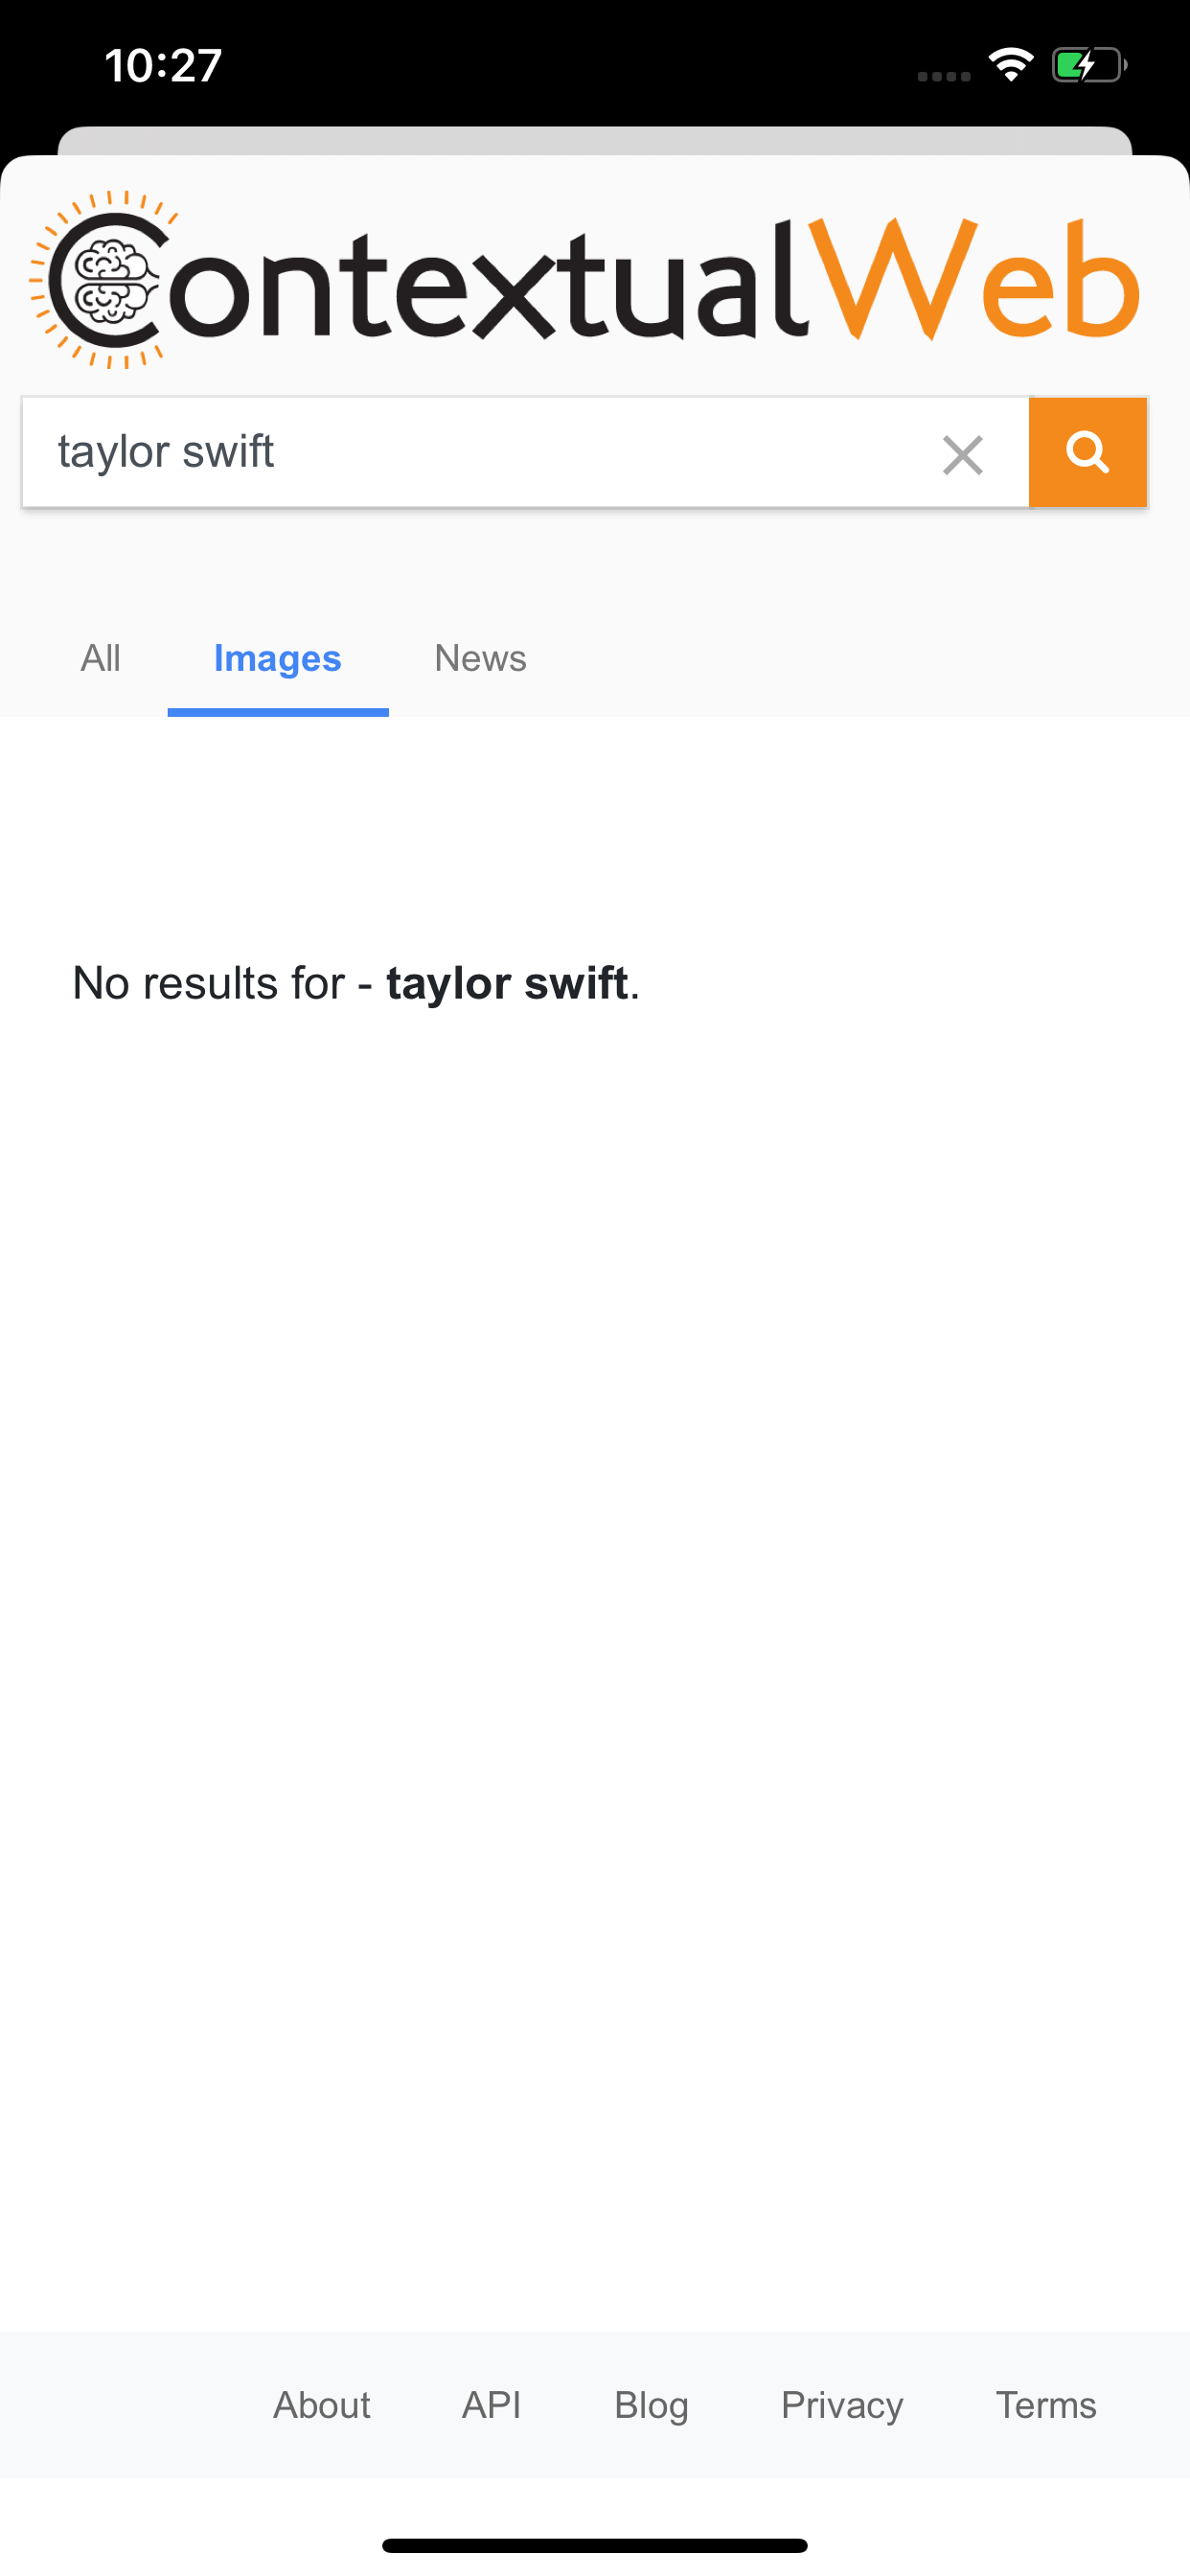 10:27
ContextualWeb
taylor swift
All Images News
No results for - taylor swift.
About API Blog Privacy Terms